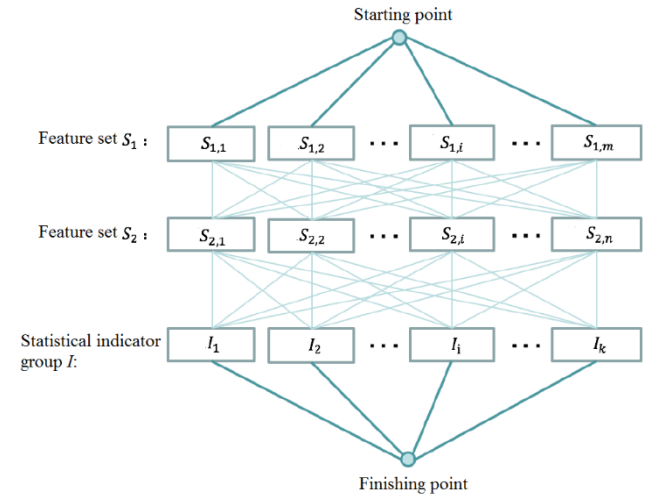 Starting point
Feature set S₁ : S₁,₁ S₁,₂ ··· S₁,ᵢ ··· S₁,ₘ
Feature set S₂ : S₂,₁ S₂,₂ ··· S₂,ᵢ ··· S₂,ₙ
Statistical indicator
group I: I₁ I₂ ··· Iᵢ ··· Iₖ
Finishing point